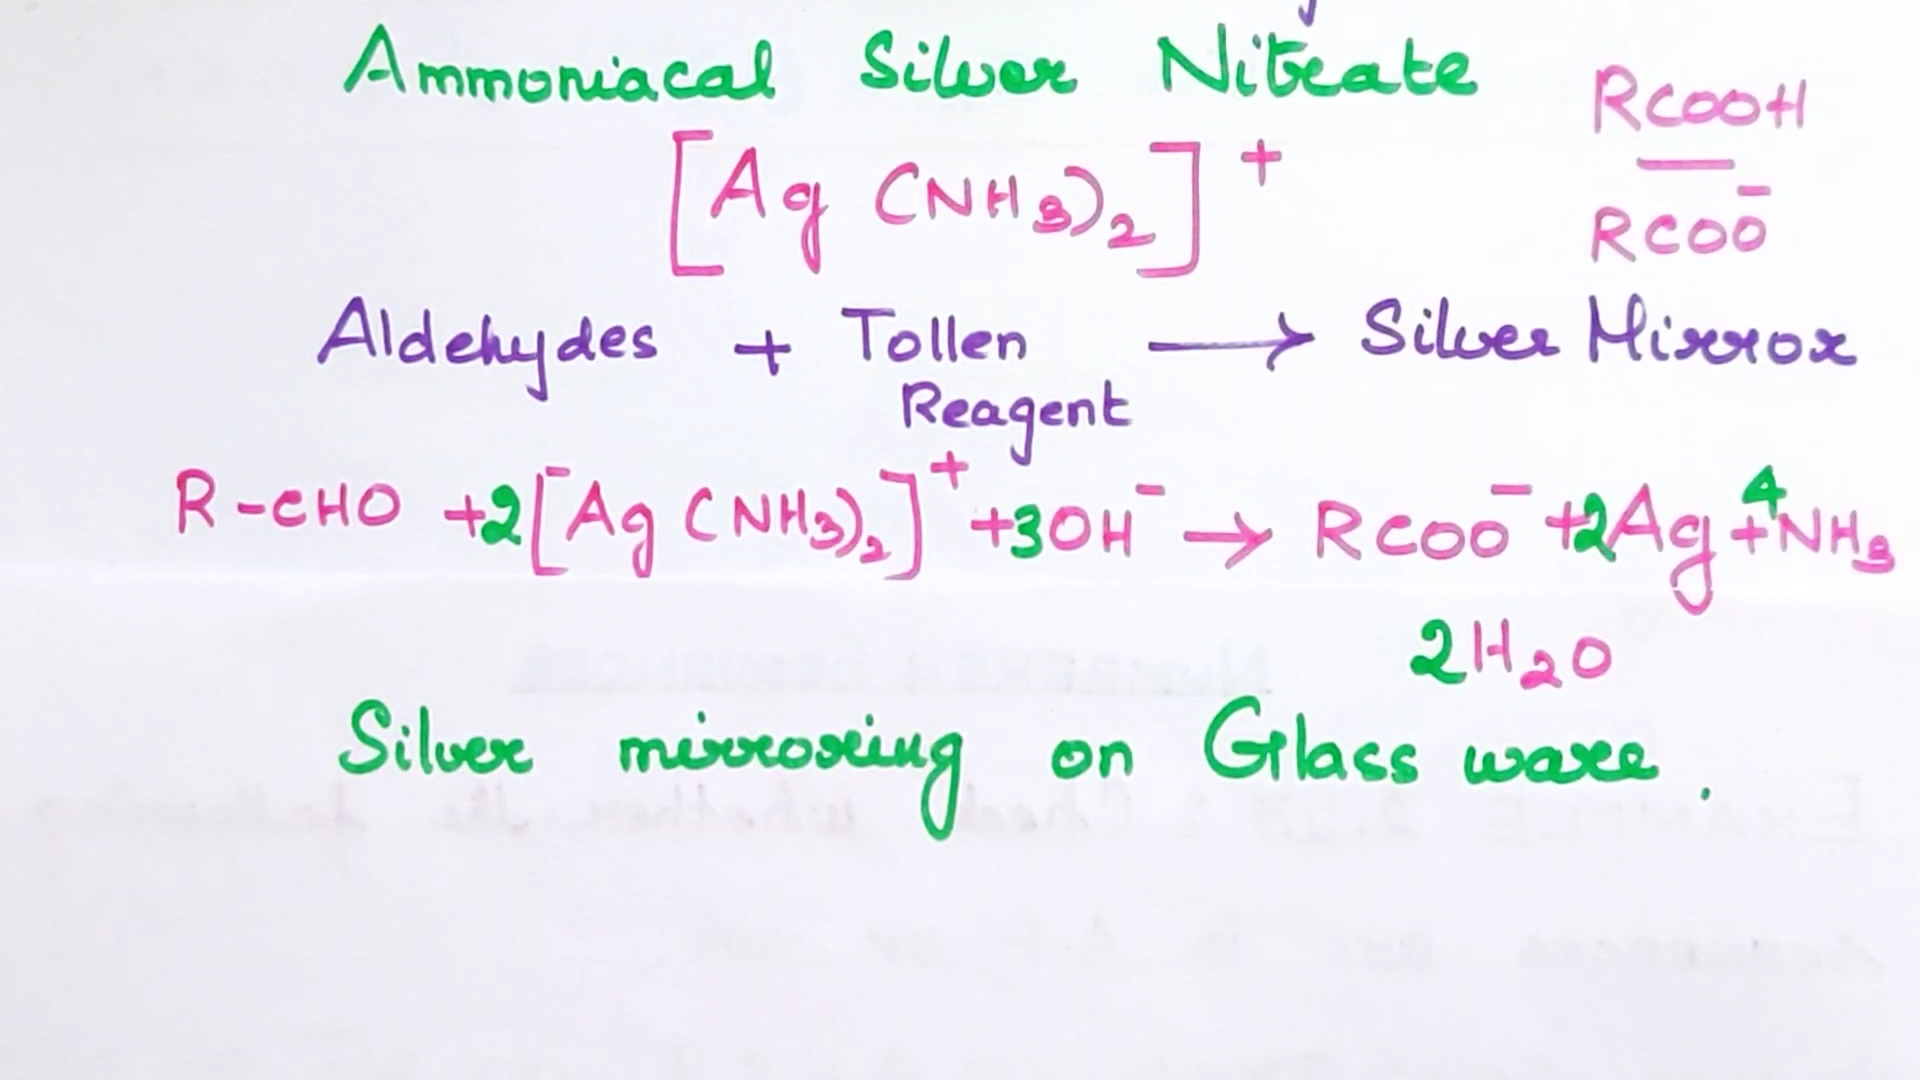 Ammoniacal Silver Nitrate
RCOOH
[Ag (NH₃)₂]⁺
RCOO⁻
Aldehydes + Tollen Reagent → Silver Mirror
R-CHO +2[Ag (NH₃)₂]⁺ +3OH⁻ → RCOO⁻ +2Ag +4NH₃
2H₂O
Silver mirroring on Glass ware.